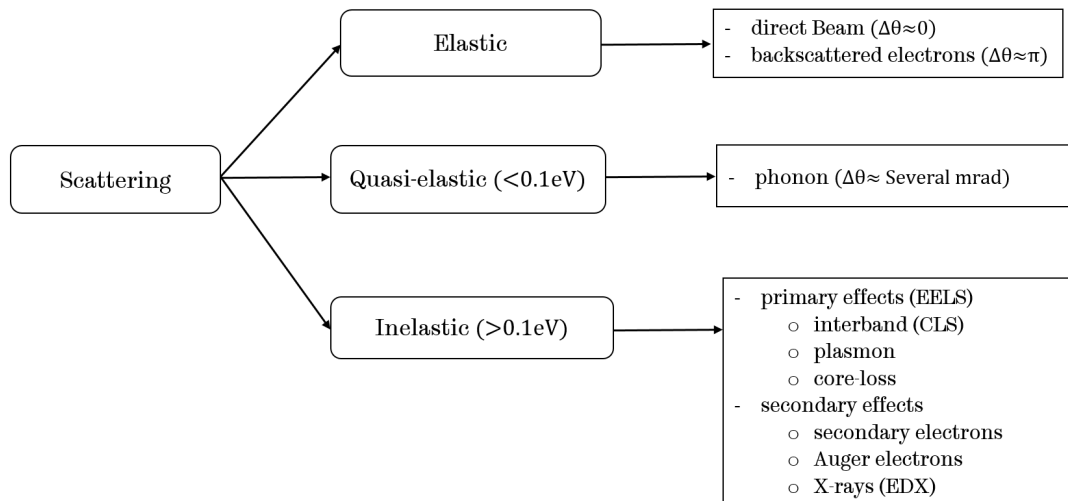 Scattering
Elastic
- direct Beam (Δθ≈0)
- backscattered electrons (Δθ≈π)
Quasi-elastic (<0.1eV)
- phonon (Δθ≈ Several mrad)
Inelastic (>0.1eV)
- primary effects (EELS)
o interband (CLS)
o plasmon
o core-loss
- secondary effects
o secondary electrons
o Auger electrons
o X-rays (EDX)